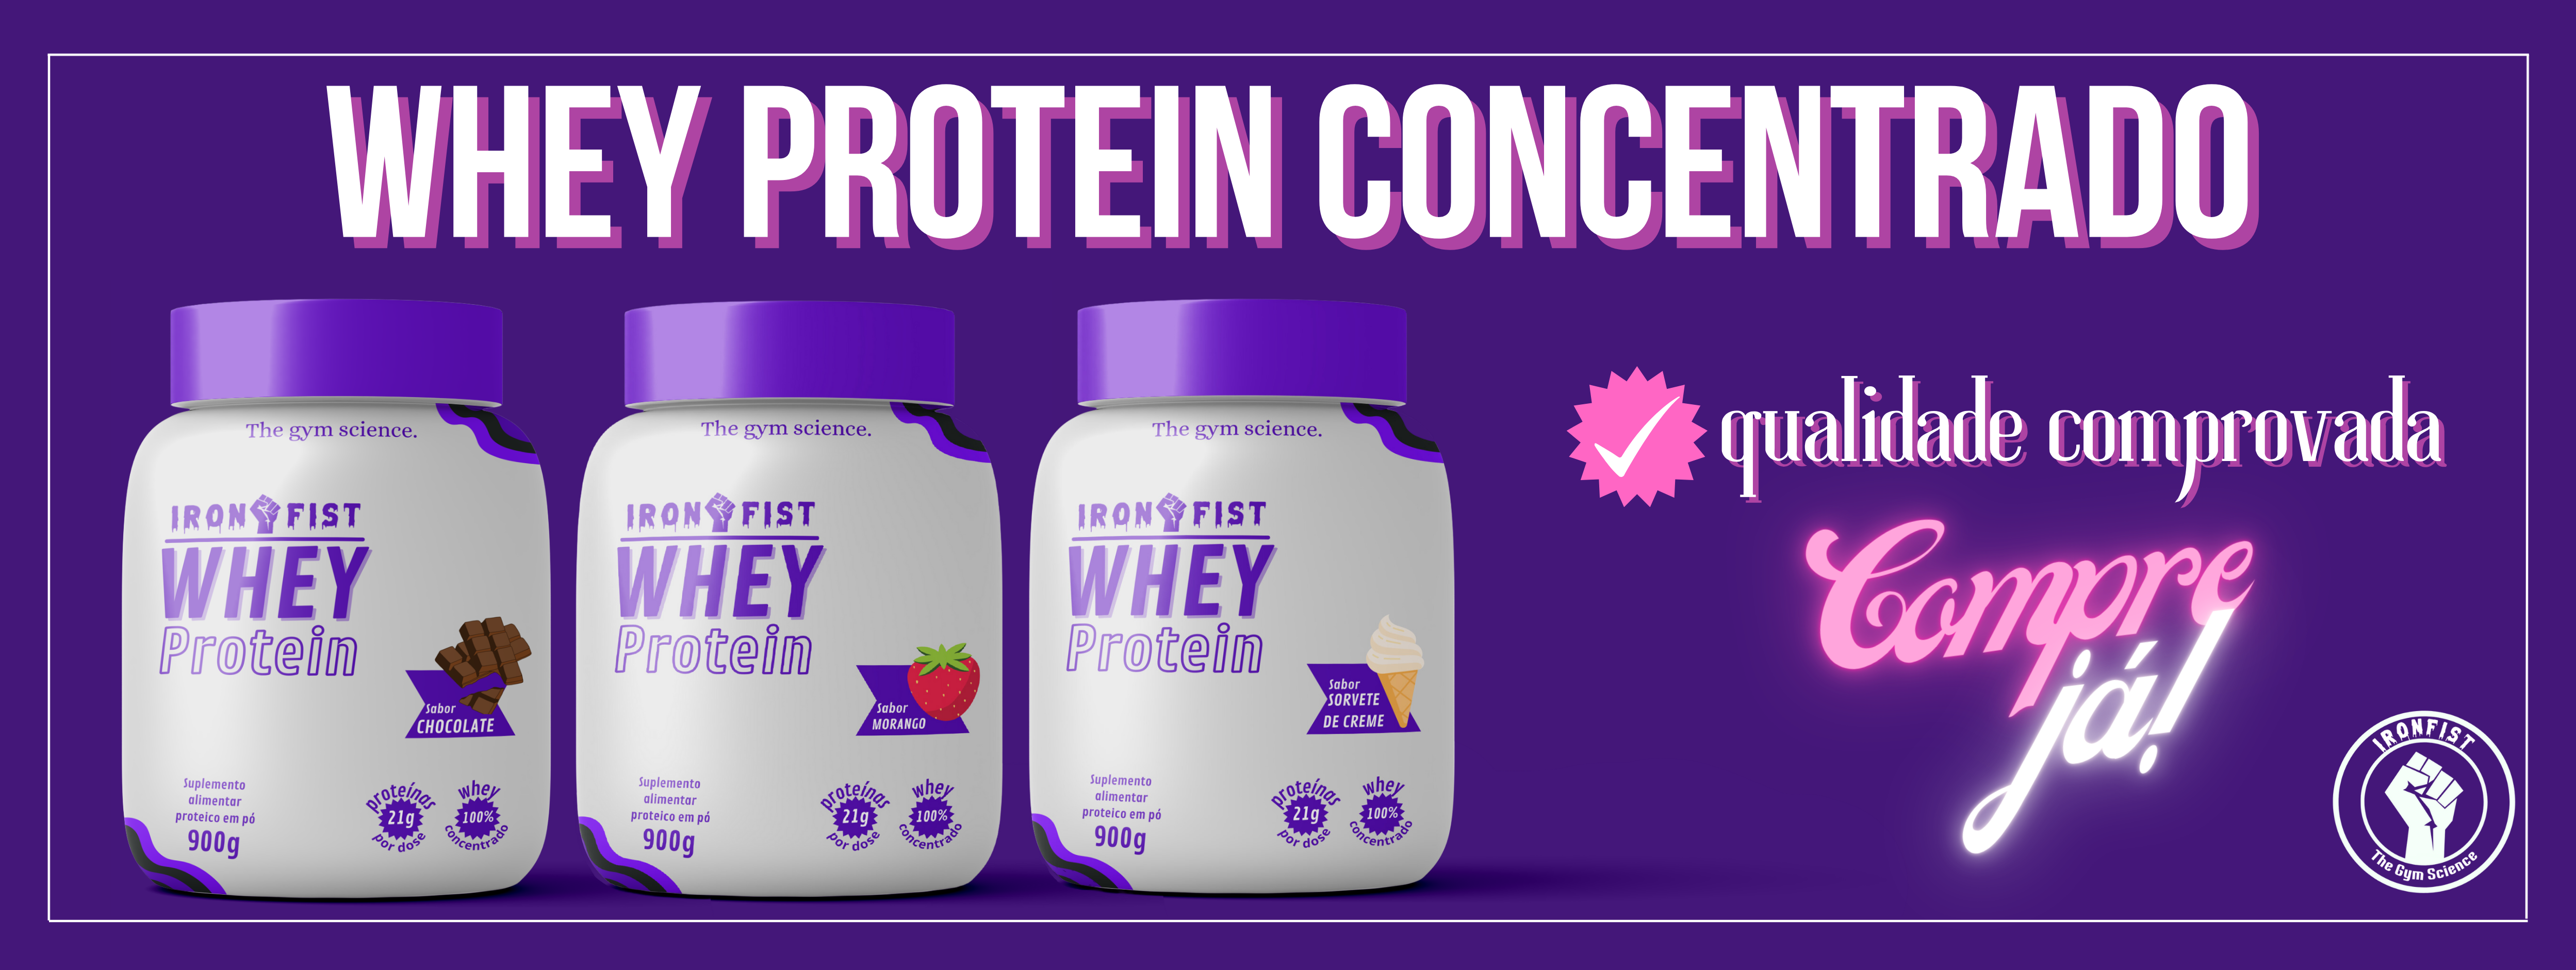 WHEY PROTEIN CONCENTRADO
The gym science.
IRON FIST
WHEY
Protein
Sabor
CHOCOLATE
Suplemento
alimentar
proteico em pó
900g
proteínas
21g
por dose
whey
100%
concentrado
The gym science.
IRON FIST
WHEY
Protein
Sabor
MORANGO
Suplemento
alimentar
proteico em pó
900g
proteínas
21g
por dose
whey
100%
concentrado
The gym science.
IRON FIST
WHEY
Protein
Sabor
SORVETE
DE CREME
Suplemento
alimentar
proteico em pó
900g
proteínas
21g
por dose
whey
100%
concentrado
qualidade comprovada
Compre
já!
IRONFIST
The Gym Science